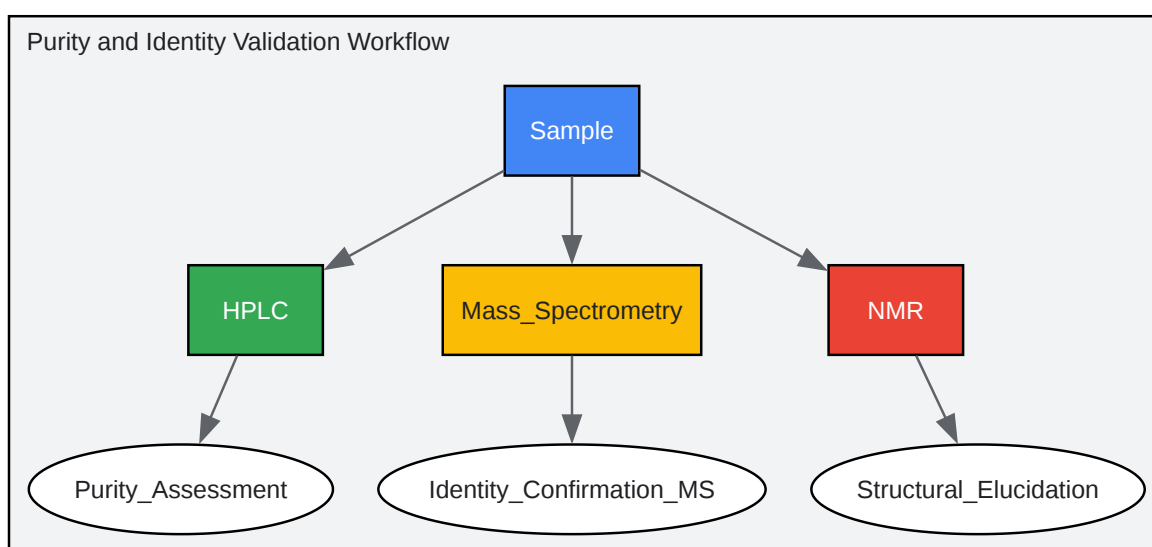 Purity and Identity Validation Workflow
Sample
HPLC
Mass_Spectrometry
NMR
Purity_Assessment
Identity_Confirmation_MS
Structural_Elucidation